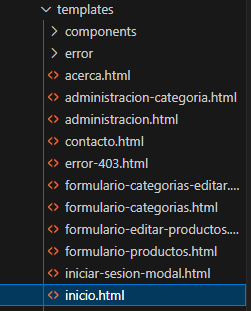 templates
components
error
acerca.html
administracion-categoria.html
administracion.html
contacto.html
error-403.html
formulario-categorias-editar....
formulario-categorias.html
formulario-editar-productos....
formulario-productos.html
iniciar-sesion-modal.html
inicio.html